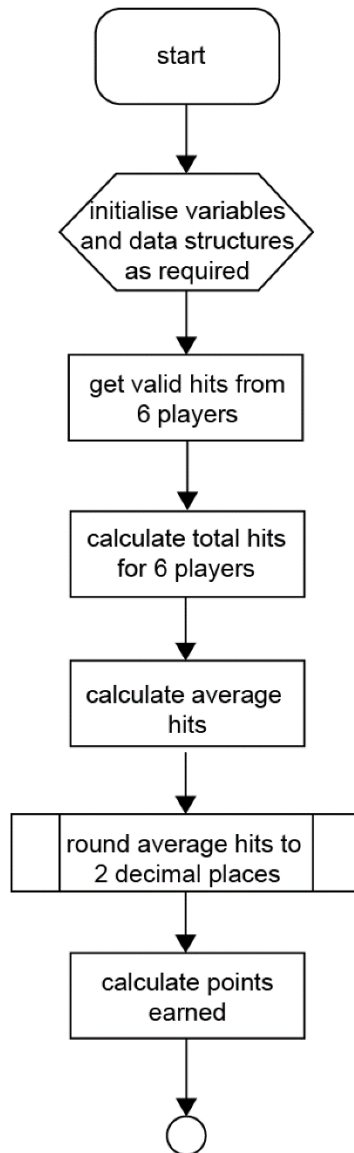 start
initialise variables
and data structures
as required
get valid hits from
6 players
calculate total hits
for 6 players
calculate average
hits
round average hits to
2 decimal places
calculate points
earned